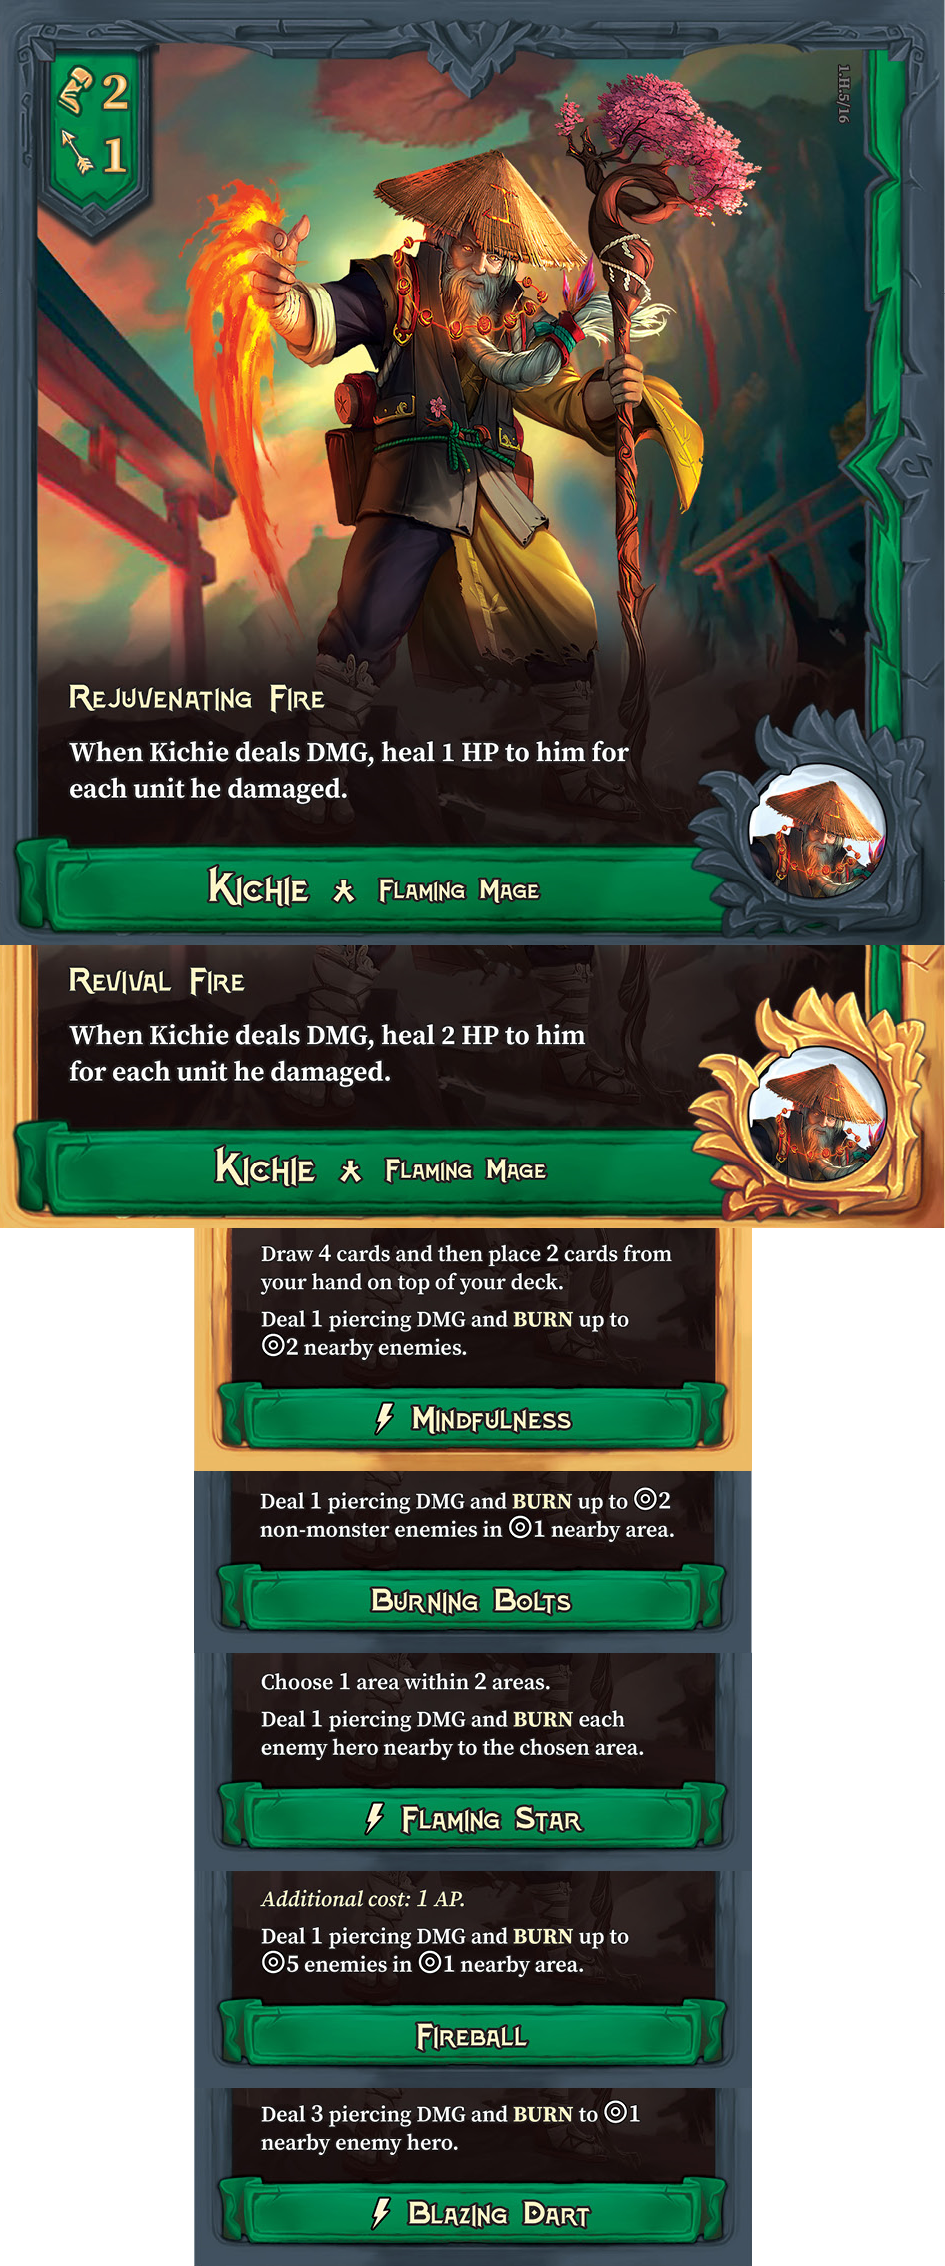 2
1
1.H.5/16
Rejuvenating Fire
When Kichie deals DMG, heal 1 HP to him for
each unit he damaged.
Kichie Flaming Mage
Revival Fire
When Kichie deals DMG, heal 2 HP to him
for each unit he damaged.
Kichie Flaming Mage
Draw 4 cards and then place 2 cards from
your hand on top of your deck.
Deal 1 piercing DMG and BURN up to
2 nearby enemies.
Mindfulness
Deal 1 piercing DMG and BURN up to 2
non-monster enemies in 1 nearby area.
Burning Bolts
Choose 1 area within 2 areas.
Deal 1 piercing DMG and BURN each
enemy hero nearby to the chosen area.
Flaming Star
Additional cost: 1 AP.
Deal 1 piercing DMG and BURN up to
5 enemies in 1 nearby area.
Fireball
Deal 3 piercing DMG and BURN to 1
nearby enemy hero.
Blazing Dart